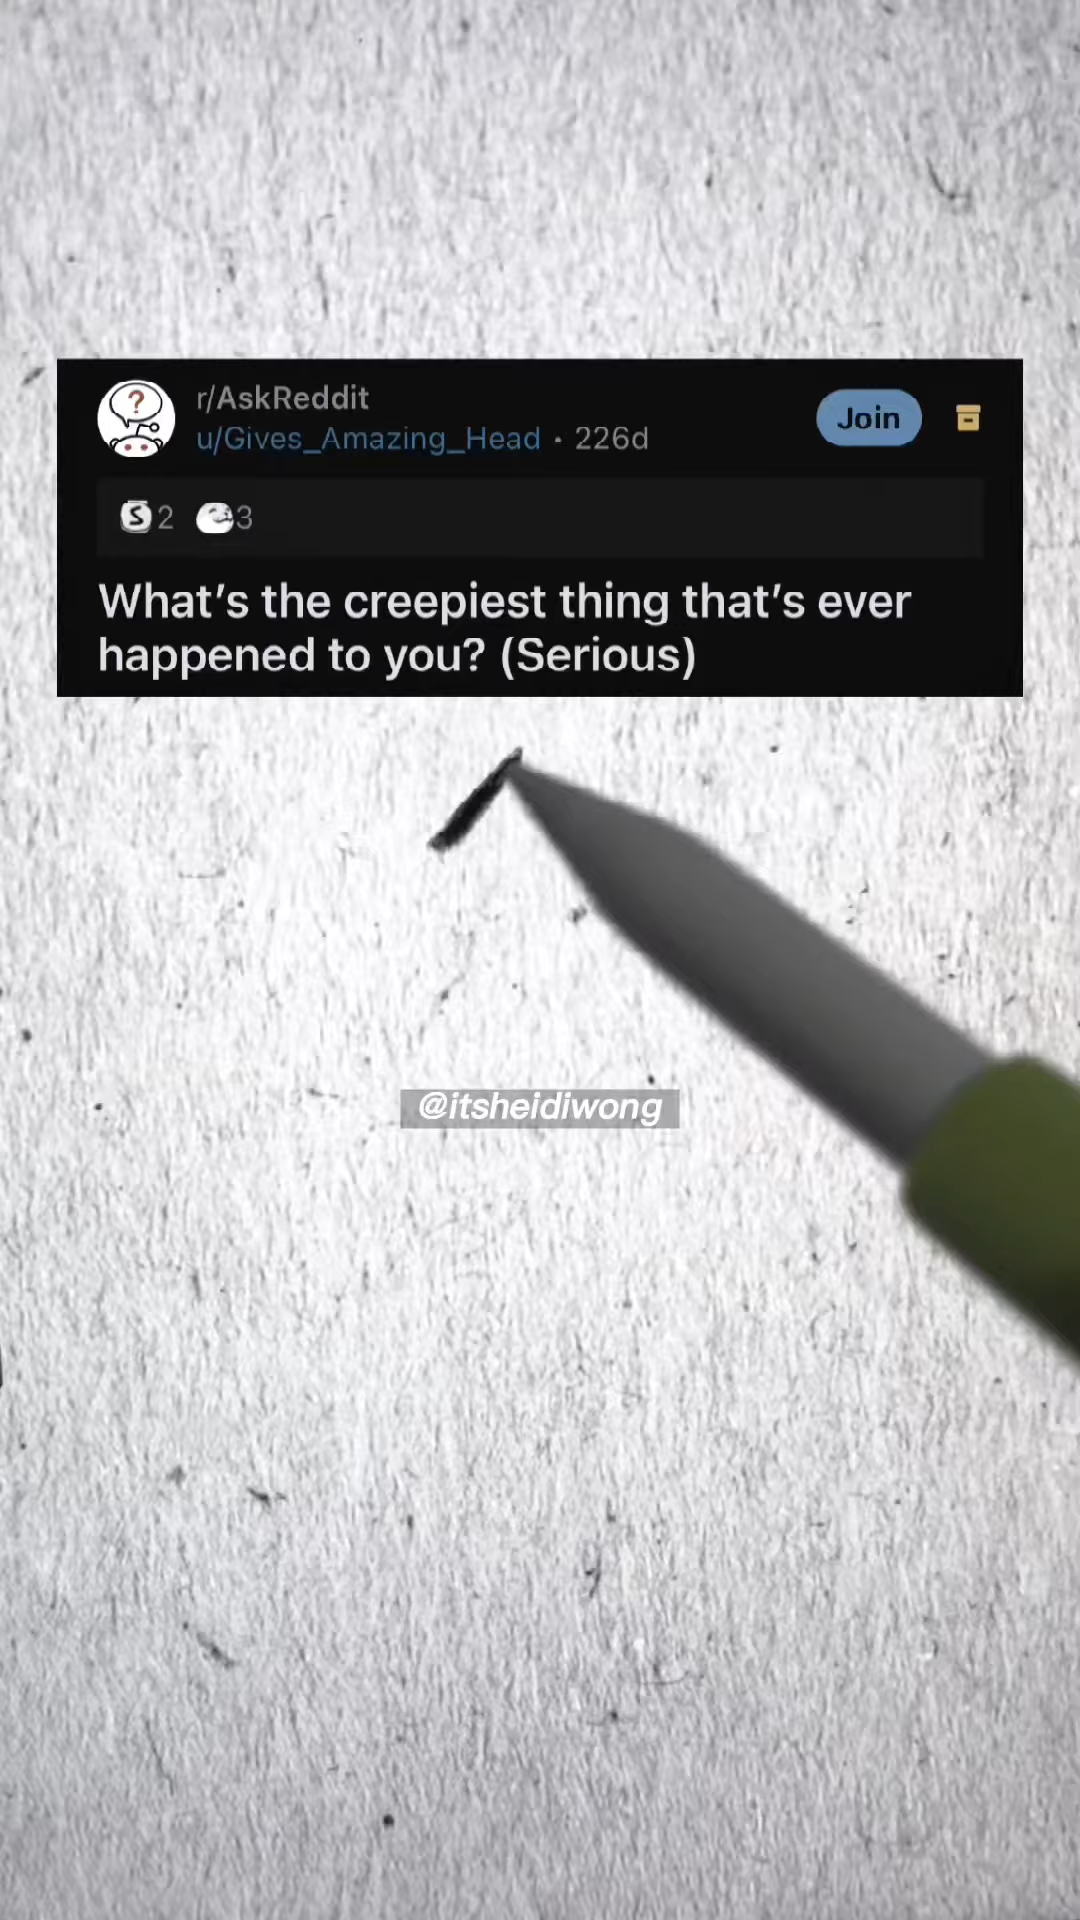 r/AskReddit
u/Gives_Amazing_Head · 226d
Join
S 2 3
What's the creepiest thing that's ever
happened to you? (Serious)
@itsheidiwong